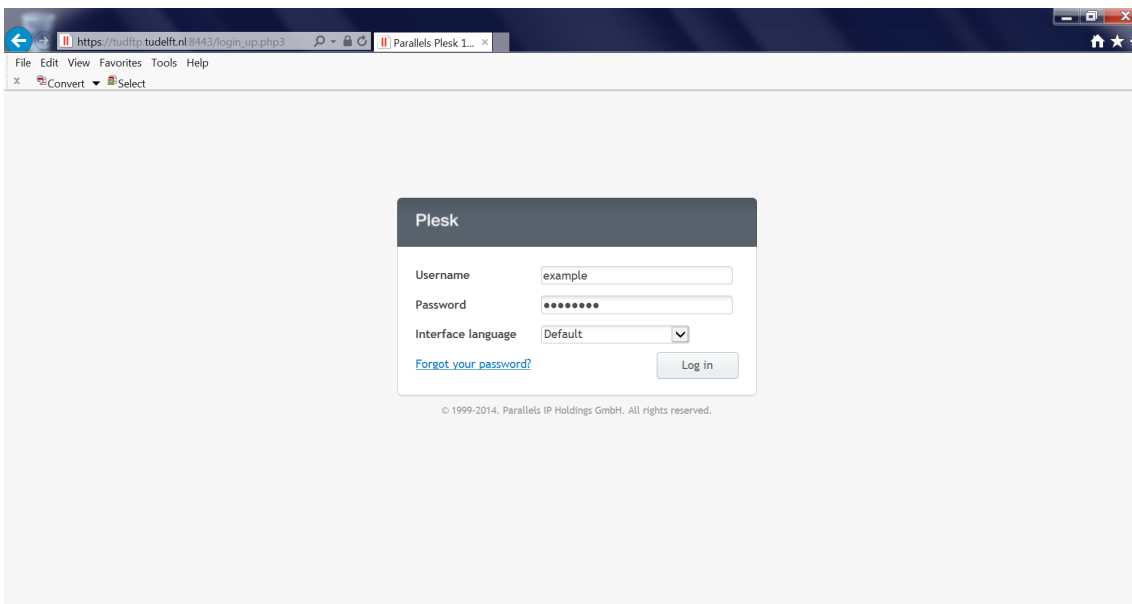 https://tudftp.tudelft.nl:8443/login_up.php3
Parallels Plesk 1...
File Edit View Favorites Tools Help
x Convert Select
Plesk
Username example
Password ●●●●●●●●
Interface language Default
Forgot your password? Log in
© 1999-2014. Parallels IP Holdings GmbH. All rights reserved.